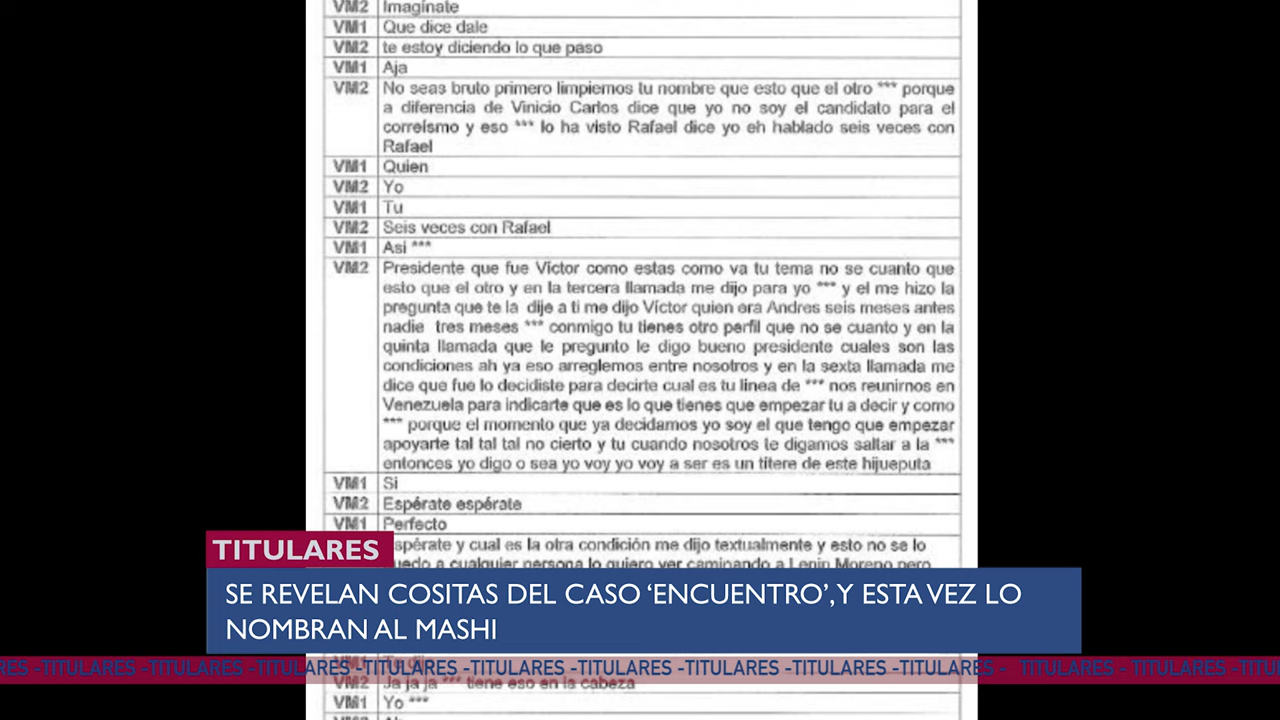 VM2 Imagínate
VM1 Que dice dale
VM2 te estoy diciendo lo que paso
VM1 Aja
VM2 No seas bruto primero limpiemos tu nombre que esto que el otro *** porque
a diferencia de Vinicio Carlos dice que yo no soy el candidato para el
correísmo y eso *** lo ha visto Rafael dice yo eh hablado seis veces con
Rafael
VM1 Quien
VM2 Yo
VM1 Tu
VM2 Seis veces con Rafael
VM1 Asi ***
VM2 Presidente que fue Víctor como estas como va tu tema no se cuanto que
esto que el otro y en la tercera llamada me dijo para yo *** y el me hizo la
pregunta que te la dije a ti me dijo Víctor quien era Andres seis meses antes
nadie tres meses *** conmigo tu tienes otro perfil que no se cuanto y en la
quinta llamada que le pregunto le digo bueno presidente cuales son las
condiciones ah ya eso arreglemos entre nosotros y en la sexta llamada me
dice que fue lo decidiste para decirte cual es tu linea de *** nos reunirnos en
Venezuela para indicarte que es lo que tienes que empezar tu a decir y como
*** porque el momento que ya decidamos yo soy el que tengo que empezar
apoyarte tal tal tal no cierto y tu cuando nosotros te digamos saltar a la ***
entonces yo digo o sea yo voy yo voy a ser es un títere de este hijueputa
VM1 Si
VM2 Espérate espérate
VM1 Perfecto
spérate y cual es la otra condición me dijo textualmente y esto no se lo
uedo a cualquier persona lo quiero ver caminando a Lenin Moreno pero
TITULARES
SE REVELAN COSITAS DEL CASO ‘ENCUENTRO’, Y ESTA VEZ LO
NOMBRAN AL MASHI
RES -TITULARES -TITULARES -TITULARES -TITULARES -TITULARES -TITULARES -TITULARES -TITULARES - TITULARES -TITULARES -TITU
VM2 Ja ja ja *** tiene eso en la cabeza
VM1 Yo ***